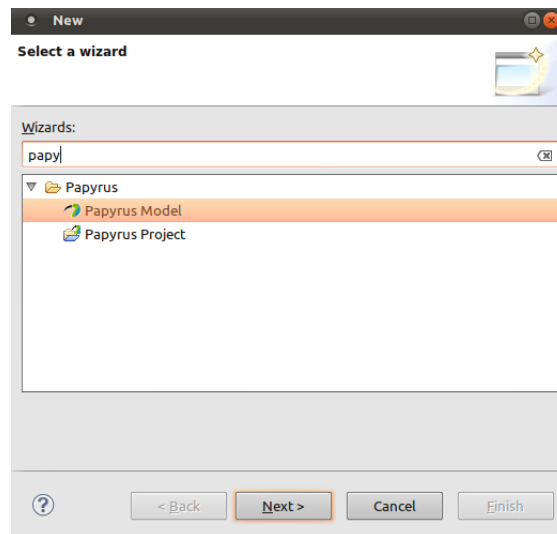 New
Select a wizard
Wizards:
papy
Papyrus
Papyrus Model
Papyrus Project
? < Back Next > Cancel Finish